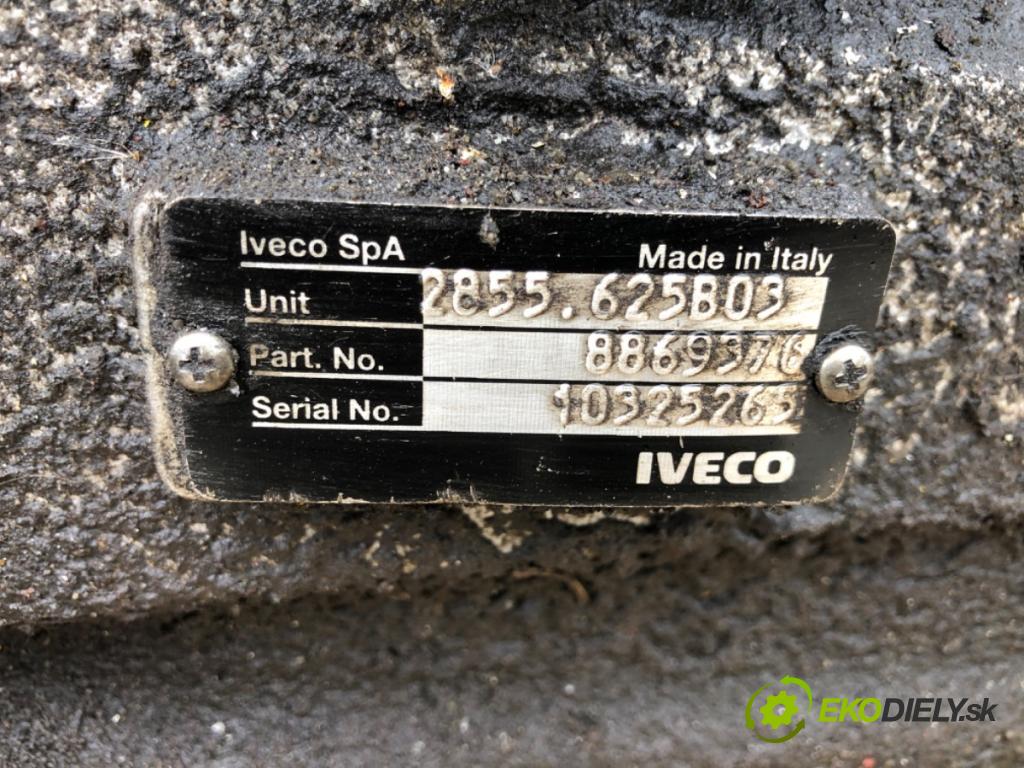 Iveco SpA Made in Italy
Unit 2855.625B03
Part. No. 8869376
Serial No. 10325265
IVECO
EKODIELY.sk